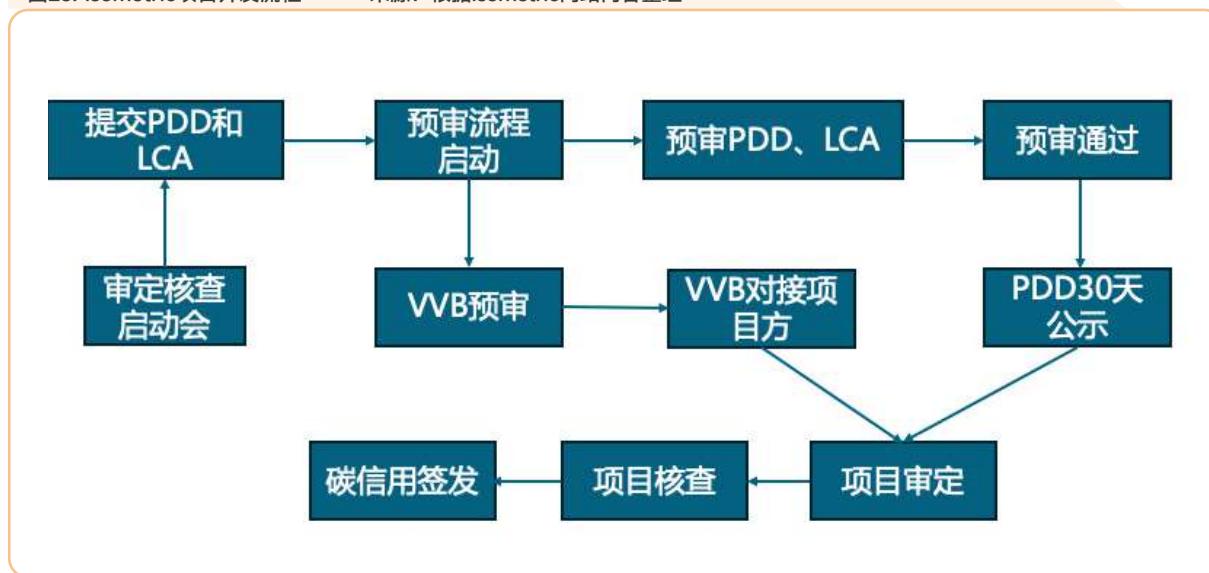 提交PDD和
LCA
预审流程
启动
预审PDD、LCA
预审通过
审定核查
启动会
VVB预审
VVB对接项
目方
PDD30天
公示
碳信用签发
项目核查
项目审定